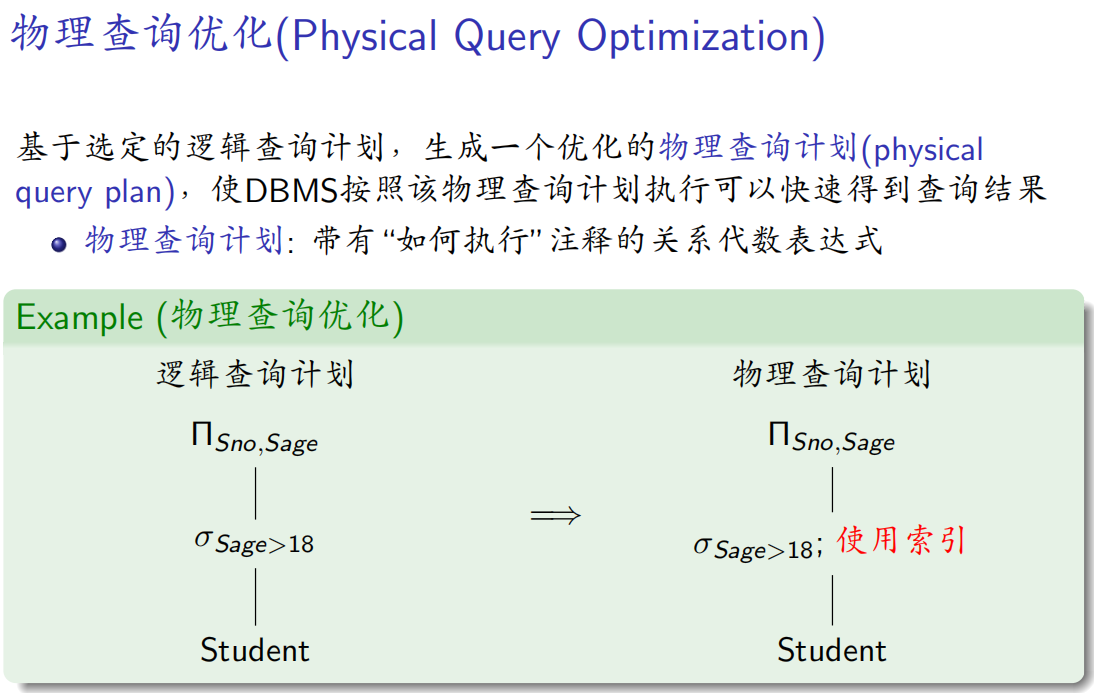 物理查询优化(Physical Query Optimization)
基于选定的逻辑查询计划，生成一个优化的物理查询计划(physical
query plan)，使DBMS按照该物理查询计划执行可以快速得到查询结果
物理查询计划: 带有“如何执行”注释的关系代数表达式
Example (物理查询优化)
逻辑查询计划
Π_{Sno,Sage}
σ_{Sage>18}
Student
⟹
物理查询计划
Π_{Sno,Sage}
σ_{Sage>18}; 使用索引
Student